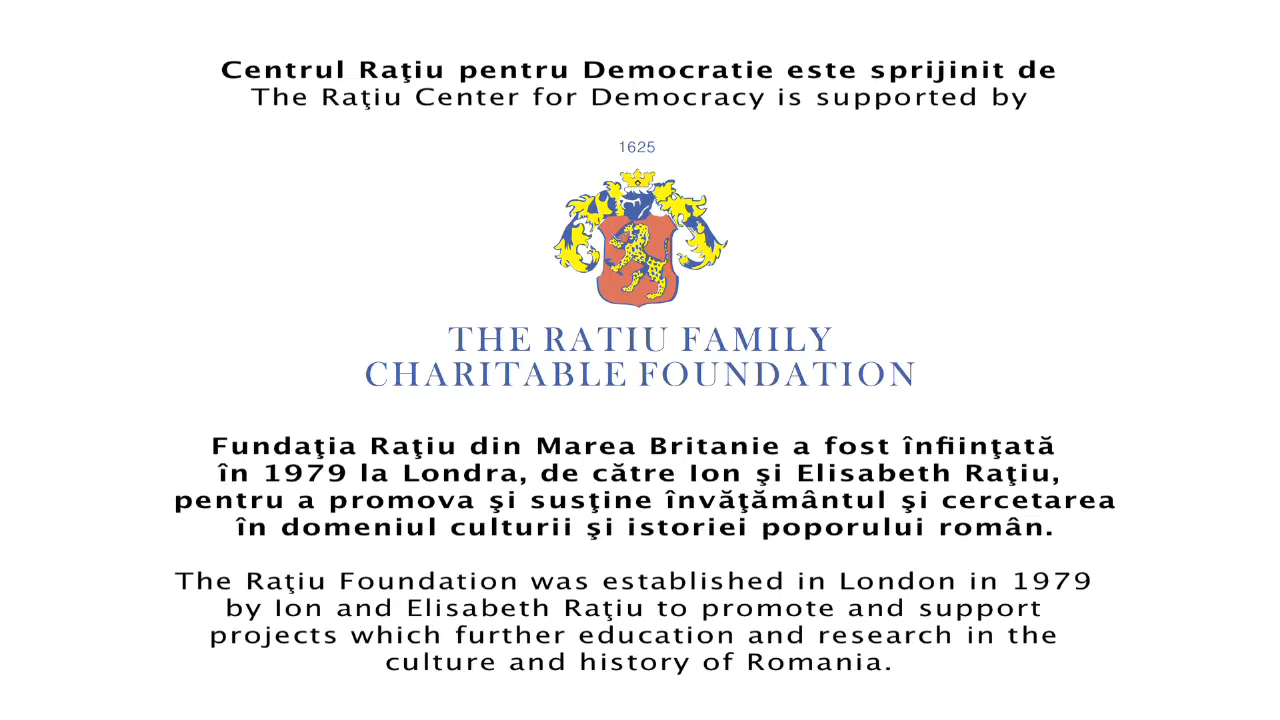 Centrul Raţiu pentru Democratie este sprijinit de
The Raţiu Center for Democracy is supported by
1625
THE RATIU FAMILY
CHARITABLE FOUNDATION
Fundaţia Raţiu din Marea Britanie a fost înfiinţată
în 1979 la Londra, de către Ion şi Elisabeth Raţiu,
pentru a promova şi susţine învăţământul şi cercetarea
în domeniul culturii şi istoriei poporului român.
The Raţiu Foundation was established in London in 1979
by Ion and Elisabeth Raţiu to promote and support
projects which further education and research in the
culture and history of Romania.